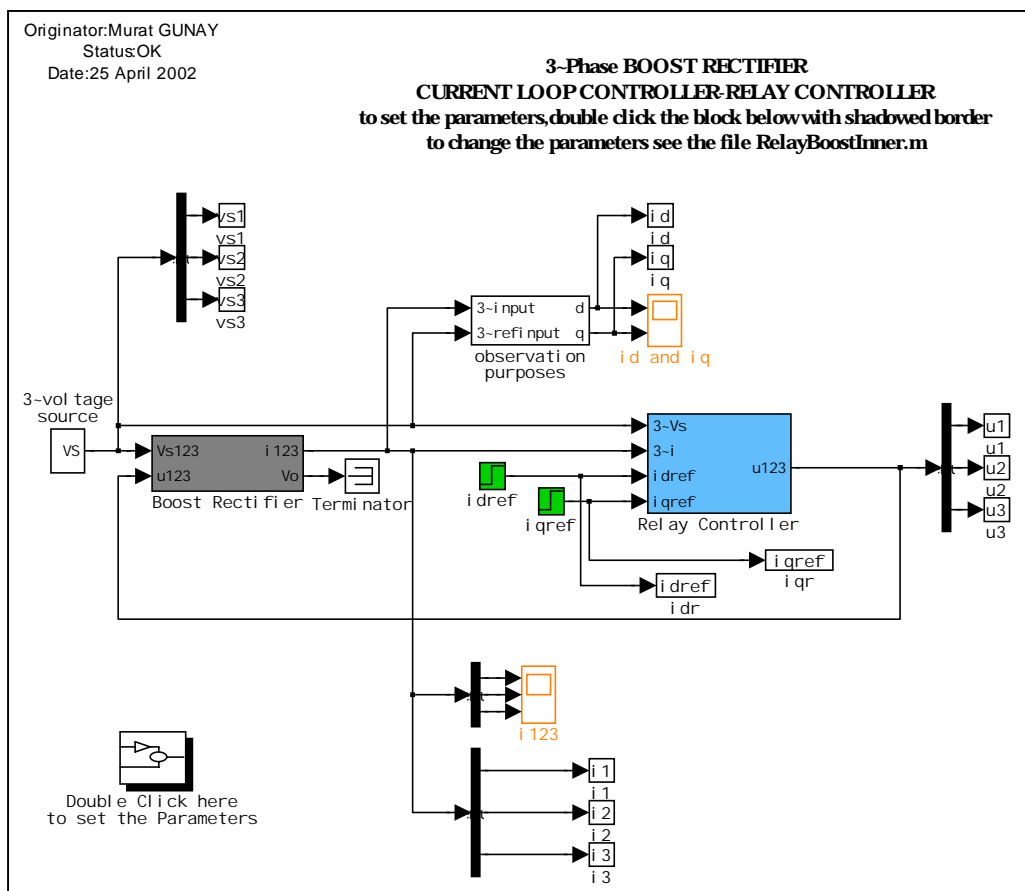 Originator:Murat GUNAY
Status:OK
Date:25 April 2002
3~Phase BOOST RECTIFIER
CURRENT LOOP CONTROLLER-RELAY CONTROLLER
to set the parameters,double click the block below with shadowed border
to change the parameters see the file RelayBoostInner.m
vs1
vs1
vs2
vs2
vs3
vs3
id
id
iq
iq
3~input
d
3~refinput
q
observation
purposes
id and iq
3~voltage
source
VS
Vs123
i123
u123
Vo
Boost Rectifier
Terminator
idref
iqref
3~Vs
3~i
idref
iqref
u123
Relay Controller
u1
u1
u2
u2
u3
u3
iqref
iqr
idref
idr
i123
i1
i1
i2
i2
i3
i3
Double Click here
to set the Parameters